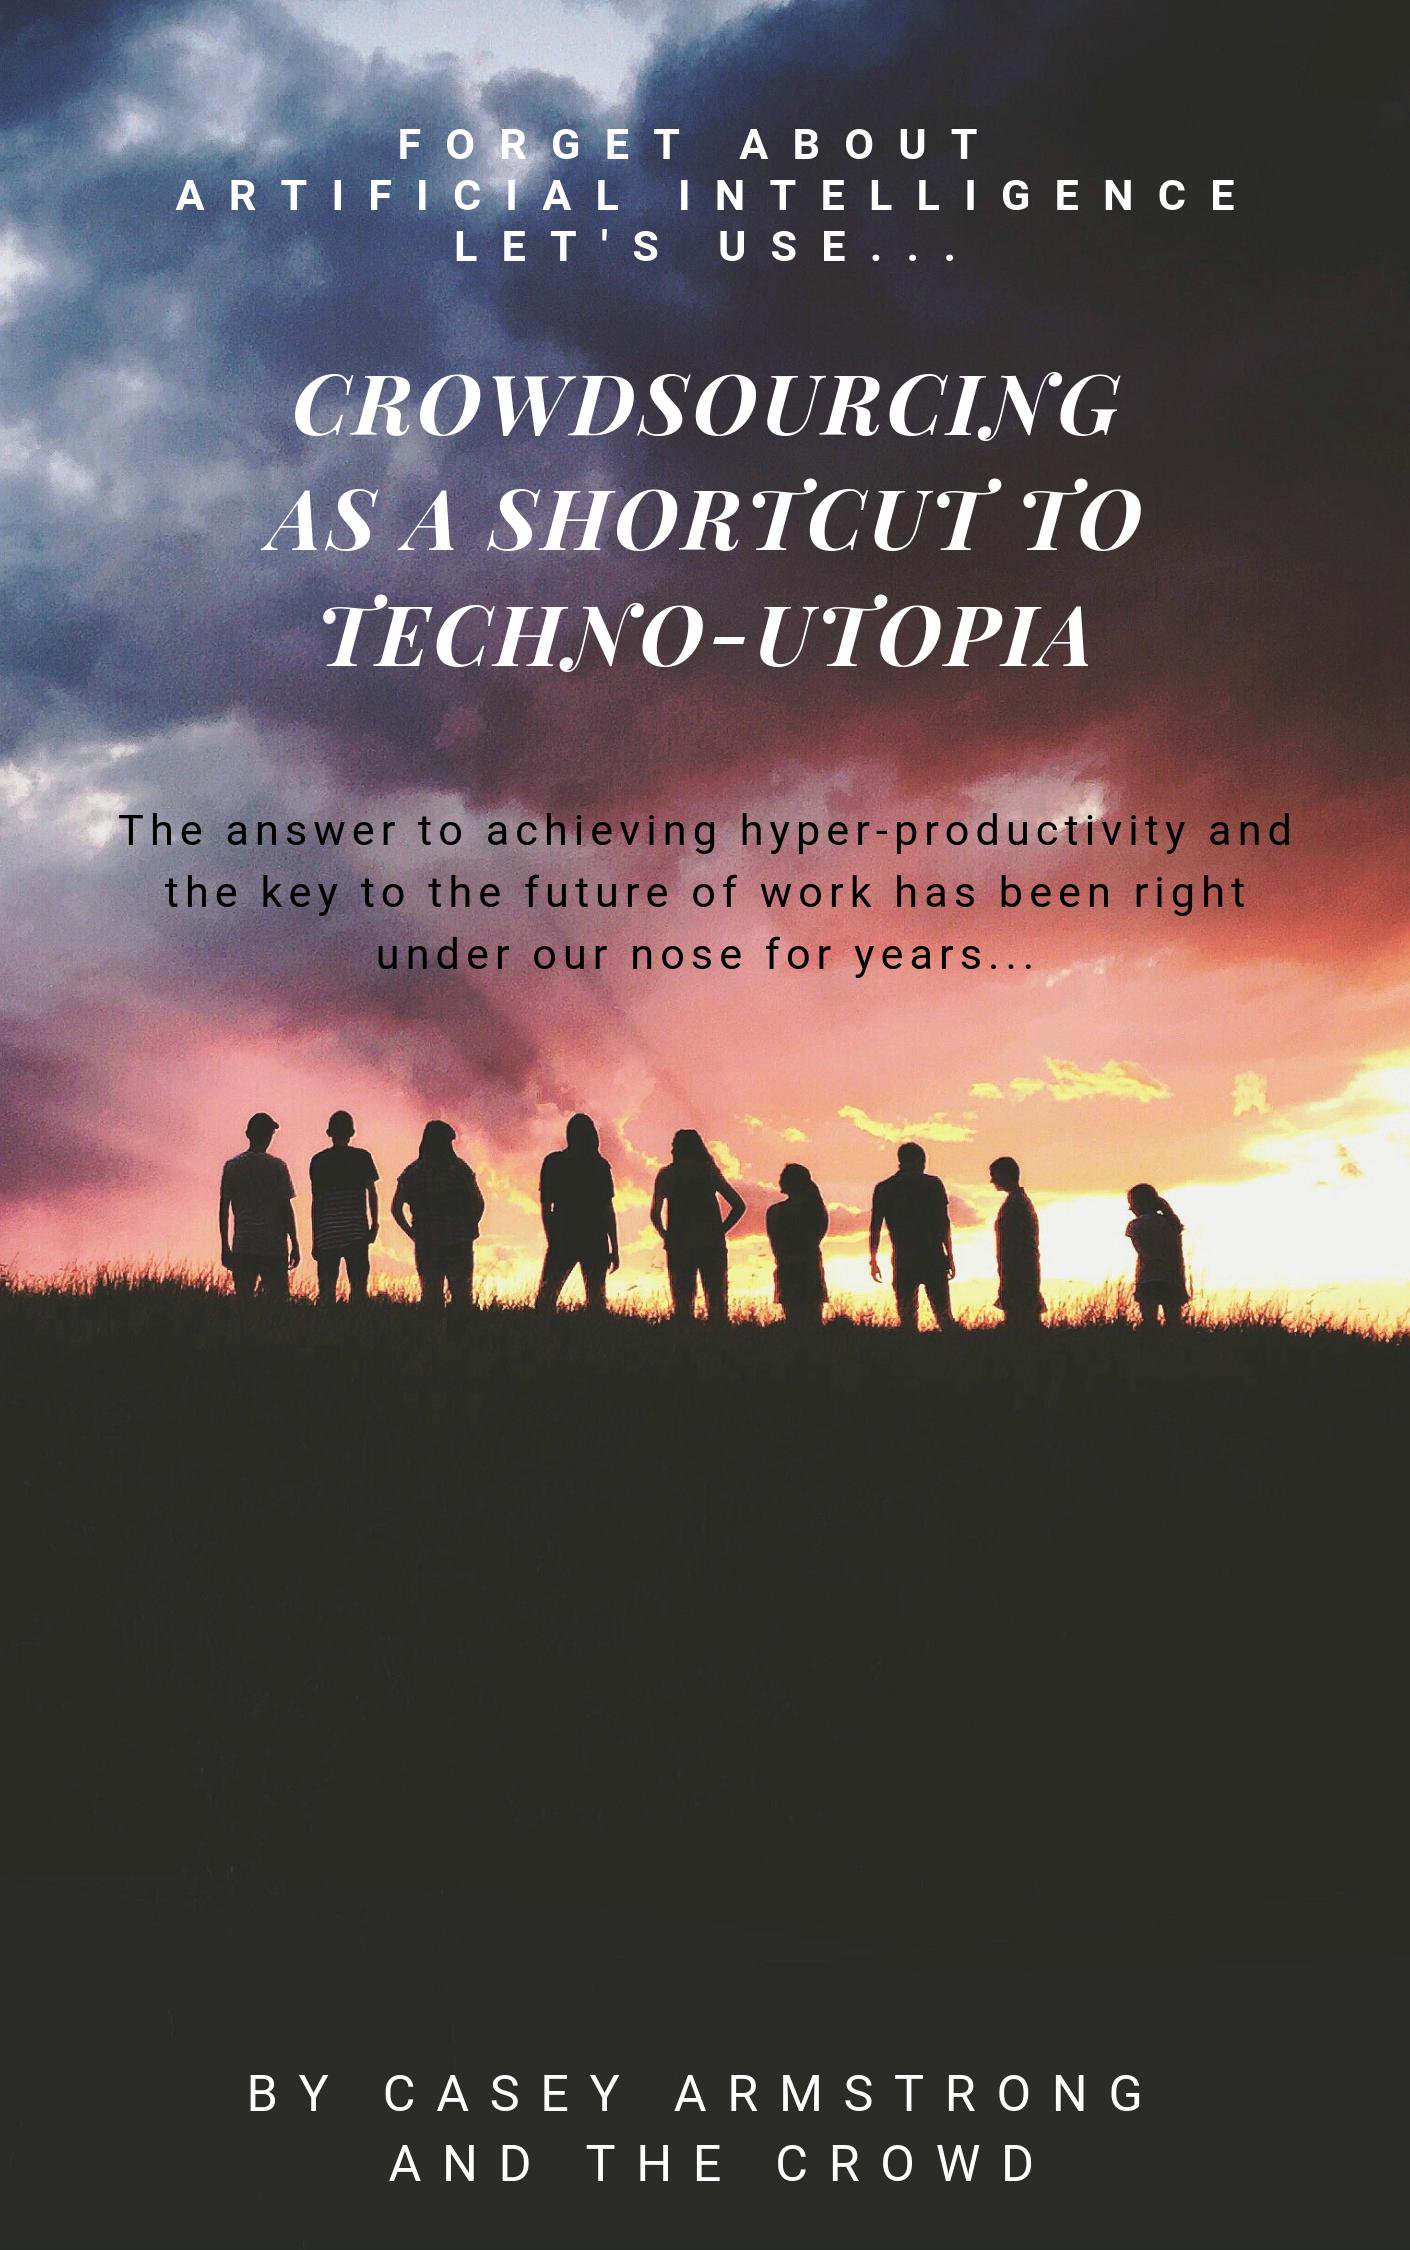 FORGET ABOUT
ARTIFICIAL INTELLIGENCE
LET'S USE...
CROWDSOURCING
AS A SHORTCUT TO
TECHNO-UTOPIA
The answer to achieving hyper-productivity and
the key to the future of work has been right
under our nose for years...
BY CASEY ARMSTRONG
AND THE CROWD